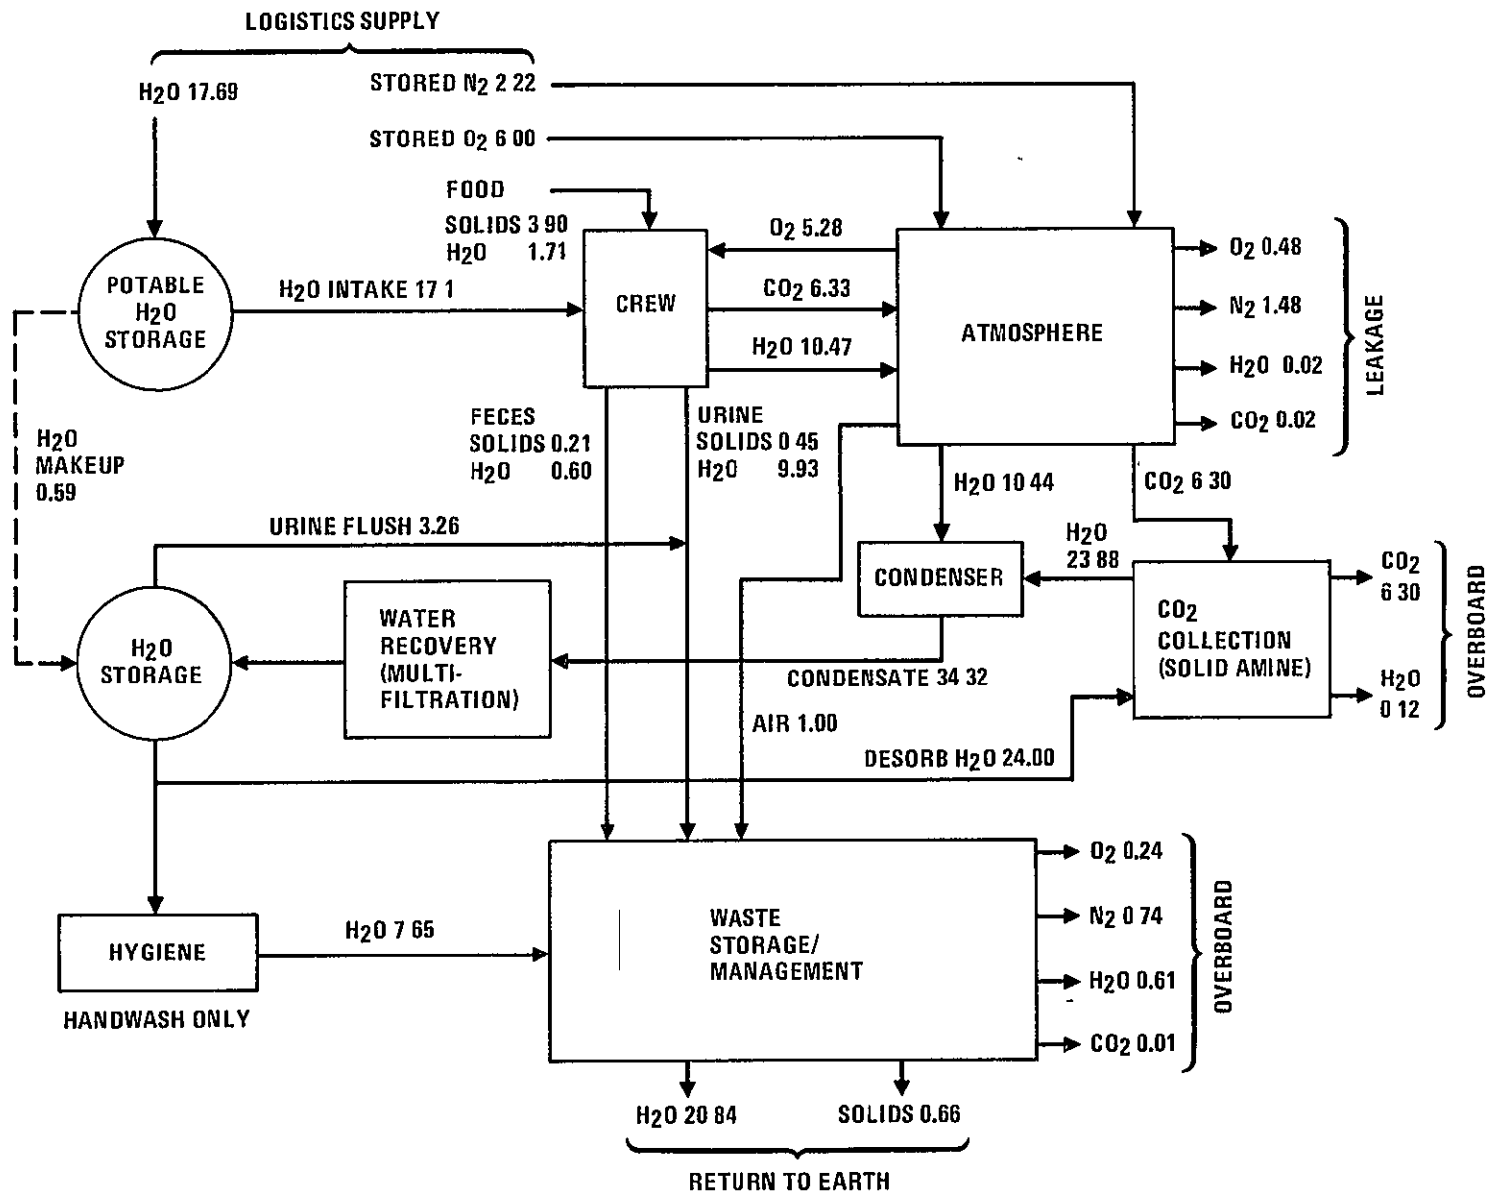 LOGISTICS SUPPLY
H2O 17.69
STORED N2 2 22
STORED O2 6 00
FOOD
SOLIDS 3 90
H2O 1.71
O2 5.28
CO2 6.33
H2O 10.47
CREW
ATMOSPHERE
O2 0.48
N2 1.48
H2O 0.02
CO2 0.02
LEAKAGE
POTABLE
H2O
STORAGE
H2O INTAKE 17 1
H2O
MAKEUP
0.59
FECES
SOLIDS 0.21
H2O 0.60
URINE
SOLIDS 0 45
H2O 9.93
H2O 10 44
CO2 6 30
URINE FLUSH 3.26
CONDENSER
H2O
23 88
CO2
COLLECTION
(SOLID AMINE)
CO2
6 30
H2O
0 12
OVERBOARD
H2O
STORAGE
WATER
RECOVERY
(MULTI-
FILTRATION)
CONDENSATE 34 32
AIR 1.00
DESORB H2O 24.00
HYGIENE
HANDWASH ONLY
H2O 7 65
WASTE
STORAGE/
MANAGEMENT
O2 0.24
N2 0 74
H2O 0.61
CO2 0.01
OVERBOARD
H2O 20 84
SOLIDS 0.66
RETURN TO EARTH